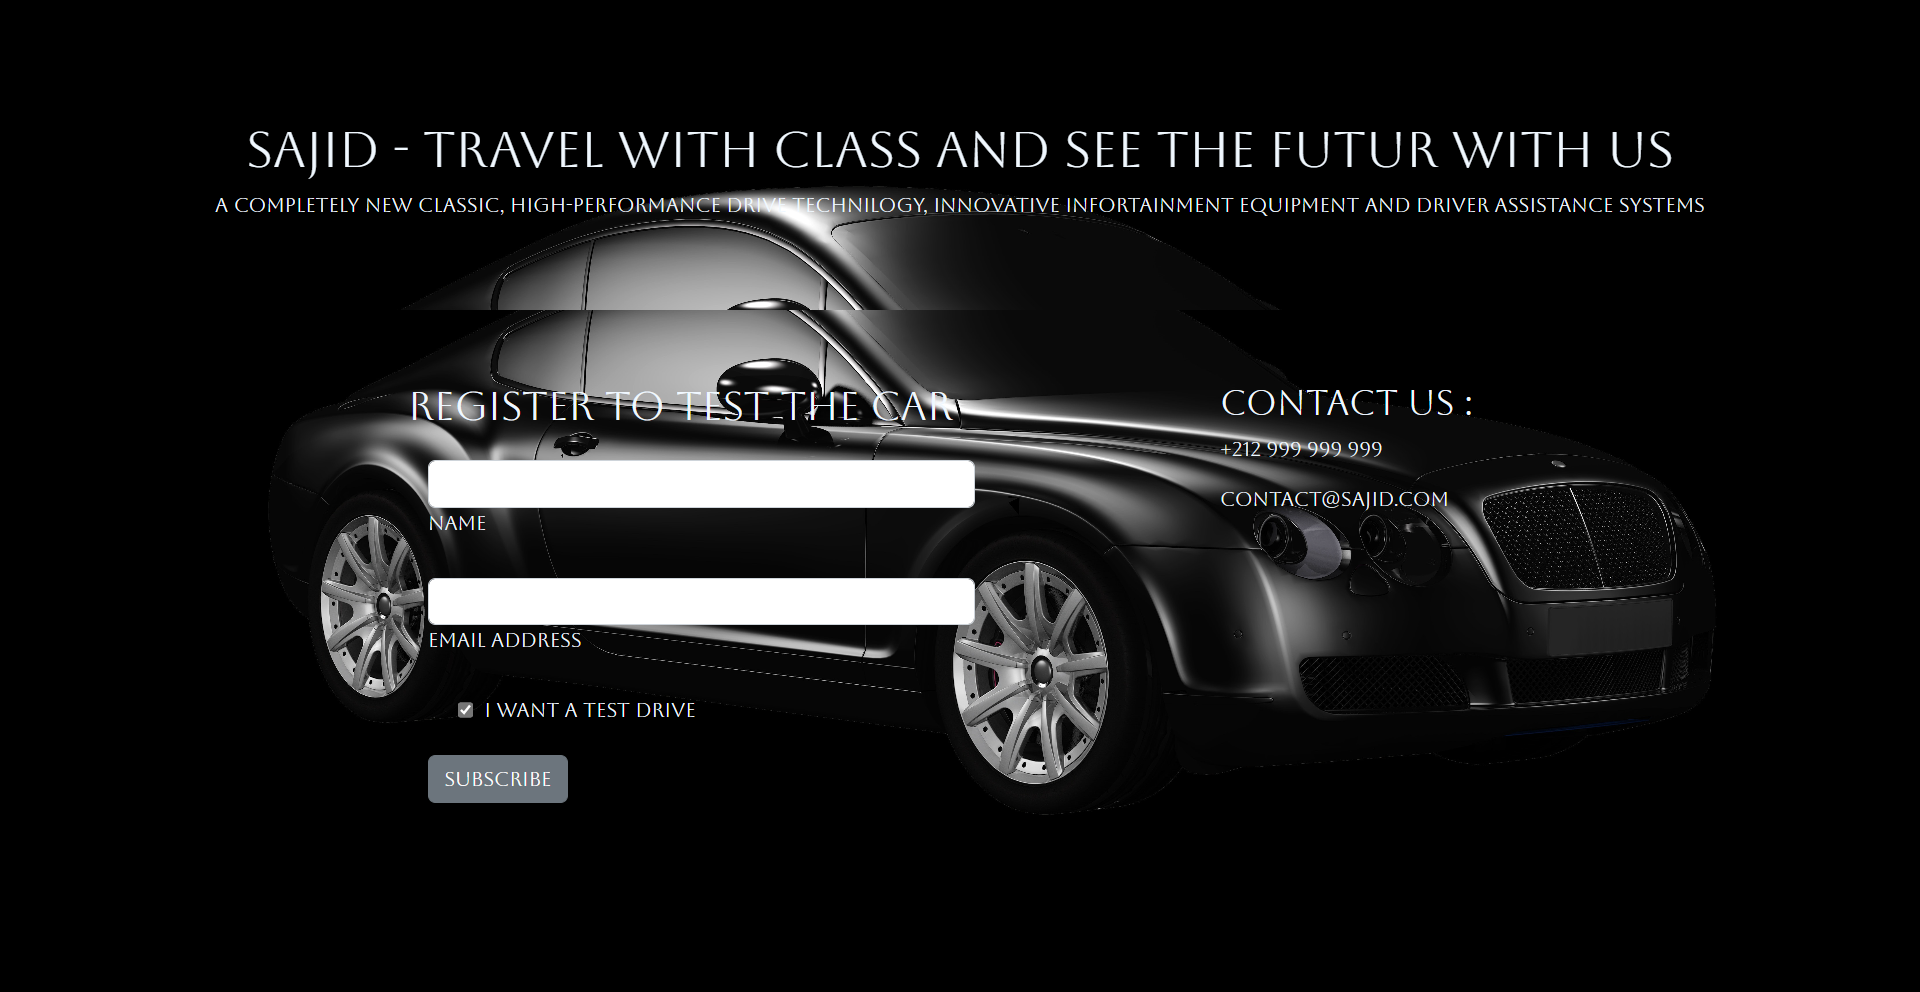 SAJID - TRAVEL WITH CLASS AND SEE THE FUTUR WITH US
A COMPLETELY NEW CLASSIC, HIGH-PERFORMANCE DRIVE TECHNILOGY, INNOVATIVE INFORTAINMENT EQUIPMENT AND DRIVER ASSISTANCE SYSTEMS
REGISTER TO TEST THE CAR
NAME
EMAIL ADDRESS
I WANT A TEST DRIVE
SUBSCRIBE
CONTACT US :
+212 999 999 999
CONTACT@SAJID.COM